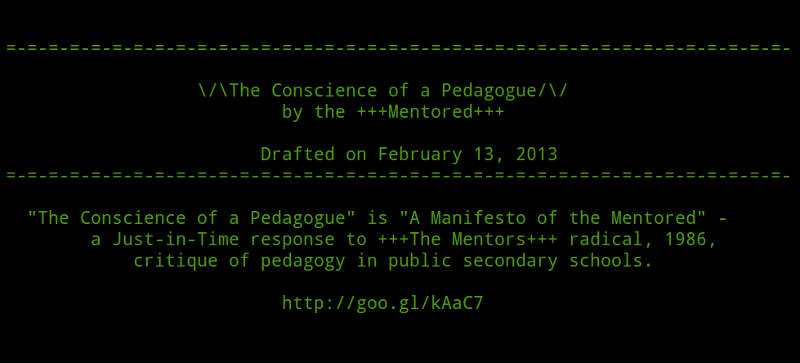 =-=-=-=-=-=-=-=-=-=-=-=-=-=-=-=-=-=-=-=-=-=-=-=-=-=-=-=-=-=-=-=-=-=-=-=-=-
\/\The Conscience of a Pedagogue/\/
by the +++Mentored+++
Drafted on February 13, 2013
=-=-=-=-=-=-=-=-=-=-=-=-=-=-=-=-=-=-=-=-=-=-=-=-=-=-=-=-=-=-=-=-=-=-=-=-=-
"The Conscience of a Pedagogue" is "A Manifesto of the Mentored" -
a Just-in-Time response to +++The Mentors+++ radical, 1986,
critique of pedagogy in public secondary schools.
http://goo.gl/kAaC7